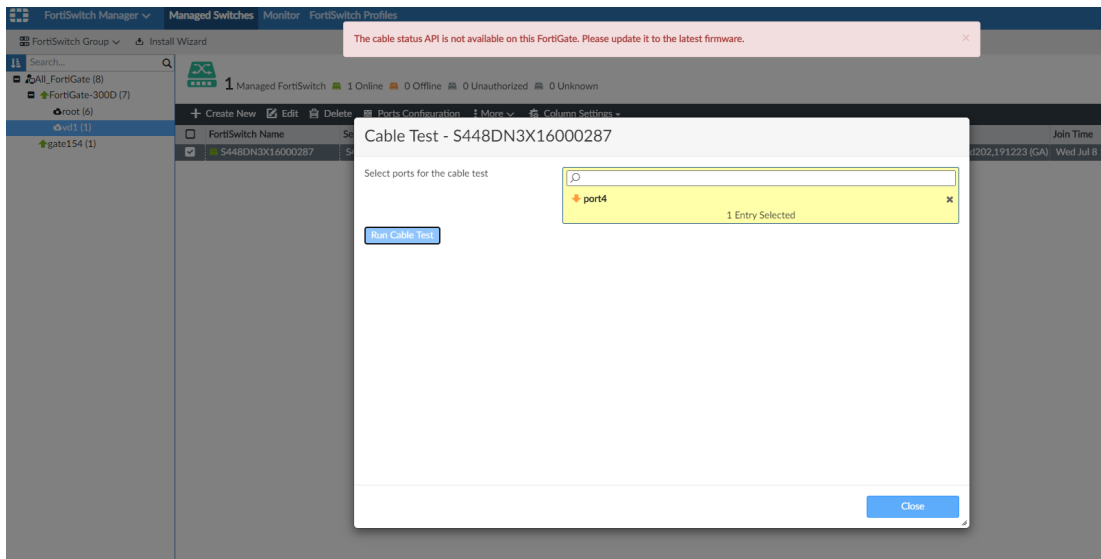 FortiSwitch Manager Managed Switches Monitor FortiSwitch Profiles
FortiSwitch Group Install Wizard
The cable status API is not available on this FortiGate. Please update it to the latest firmware.
Search...
All_FortiGate (8)
FortiGate-300D (7)
root (6)
vd1 (1)
gate154 (1)
1 Managed FortiSwitch 1 Online 0 Offline 0 Unauthorized 0 Unknown
Create New Edit Delete Ports Configuration More Column Settings
FortiSwitch Name Se Join Time
S448DN3X16000287 d202,191223 (GA) Wed Jul 8
Cable Test - S448DN3X16000287
Select ports for the cable test
port4
1 Entry Selected
Run Cable Test
Close